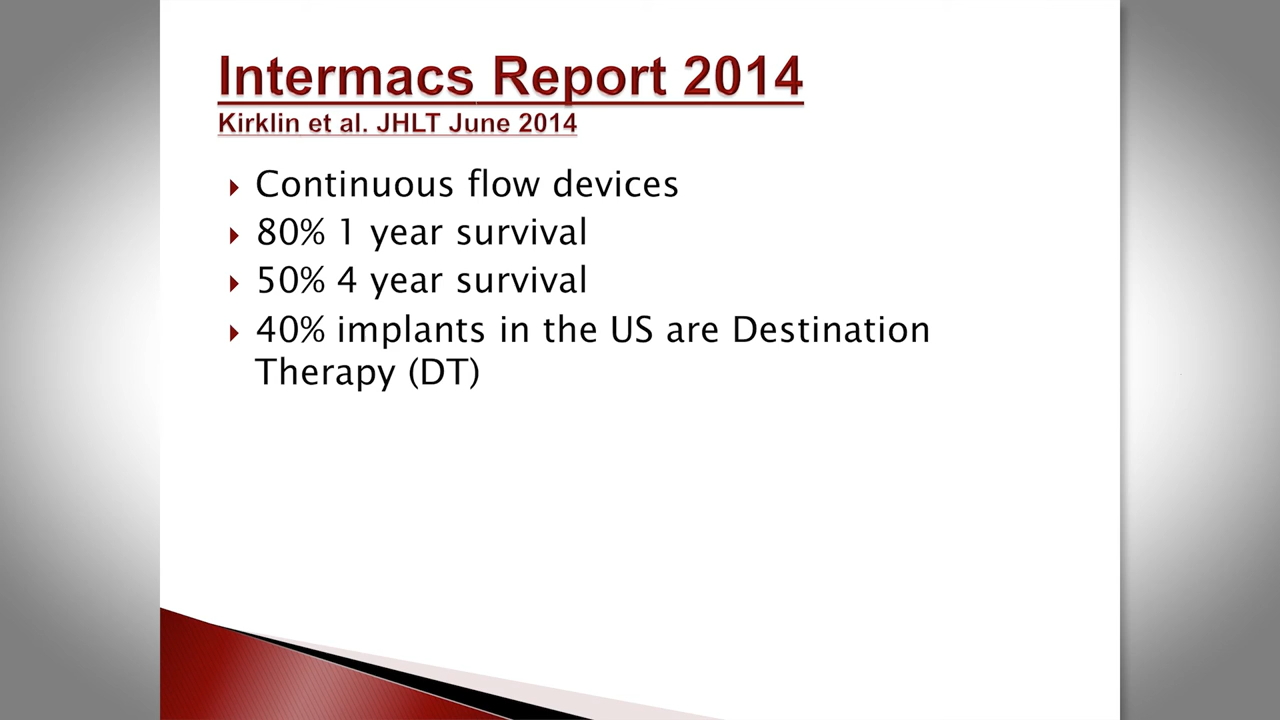 Intermacs Report 2014
Kirklin et al. JHLT June 2014
Continuous flow devices
80% 1 year survival
50% 4 year survival
40% implants in the US are Destination
Therapy (DT)